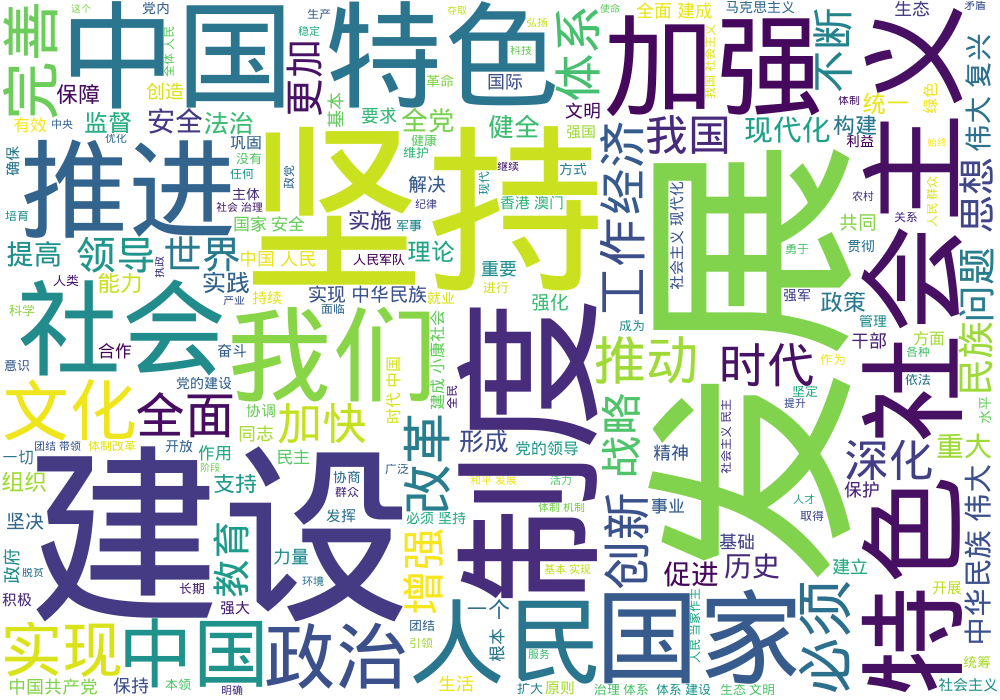 这个
党内
中国特色
生产
夺取
弘扬
使命
全面 建成
马克思主义
生态
矛盾
完善
全体 人民
更加
稳定
科技
体系
加强
我国 社会主义
不断
义
复兴
保障
创造
革命
国际
文明
体制
统一
绿色
伟大
有效
中央
监督
安全
法治
基本
要求
全党
健全
强国
我国
现代化
构建
利益
主
始终
优化
推进
巩固
没有
任何
坚持
健康
维护
政党
继续
现代
方式
工作
经济
发展
思想
确保
解决
纪律
香港 澳门
农村
人民 群众
培育
主体
社会 治理
国家 安全
实施
军事
社会主义 现代化
关系
共同
提高
领导
世界
执政
中国 人民
人民军队
理论
勇于
贯彻
会
问题
人类
能力
实践
产业
持续
实现 中华民族
面临
就业
重要
进行
强化
强军
政策
科学
社会
我们
建成 小康社会
制度
成为
管理
方面
意识
合作
奋斗
推动
时代
干部
各种
民族
党的建设
时代 中国
全民
作为
依法
社
文化
全面
协调
同志
加快
改革
形成
党的领导
战略
坚定
提升
社会主义 民主
水平
团结 带领
体制改革
开放
一切
作用
阶段
民主
广泛
精神
深化
重大
建设
组织
支持
协商
群众
和平 发展
活力
体制 机制
保护
色
坚决
教育
发挥
必须 坚持
创新
事业
人才
取得
中华民族 伟大
政府
脱贫
力量
环境
增强
基本 实现
基础
促进
历史
建立
积极
长期
强大
人民
一个
国家
人民 当家作主
必须
开展
特
实现
中国
政治
团结
引领
根本
服务
统筹
中国共产党
保持
本领
明确
生活
扩大
原则
治理 体系
体系 建设
生态 文明
社会主义